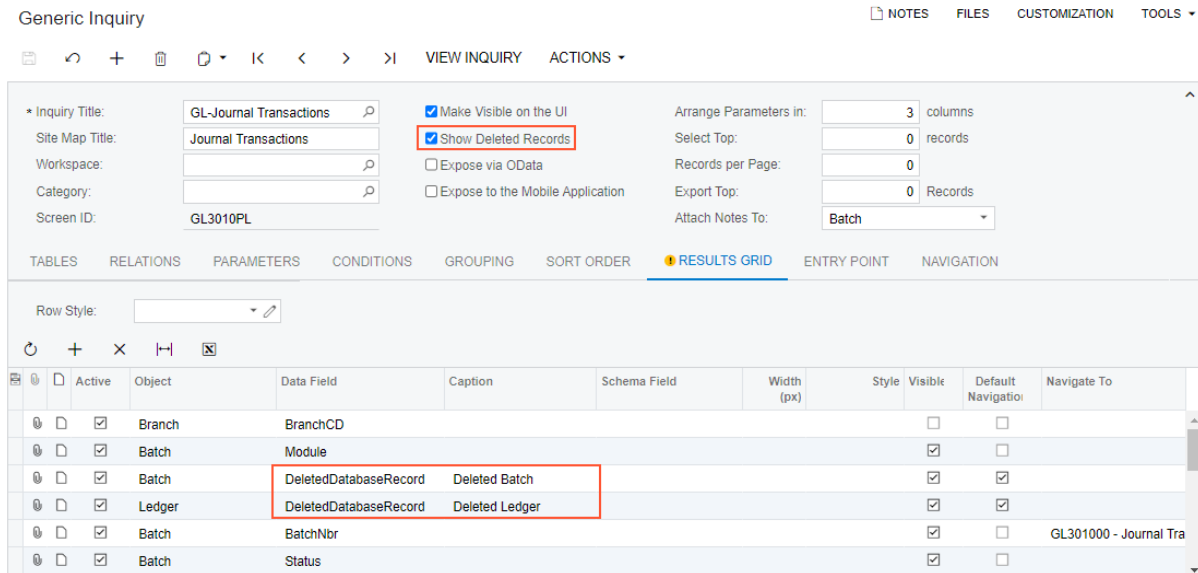 Generic Inquiry
NOTES FILES CUSTOMIZATION TOOLS
VIEW INQUIRY ACTIONS
* Inquiry Title: GL-Journal Transactions Make Visible on the UI Arrange Parameters in: 3 columns
Site Map Title: Journal Transactions Show Deleted Records Select Top: 0 records
Workspace: Expose via OData Records per Page: 0
Category: Expose to the Mobile Application Export Top: 0 Records
Screen ID: GL3010PL Attach Notes To: Batch
TABLES RELATIONS PARAMETERS CONDITIONS GROUPING SORT ORDER RESULTS GRID ENTRY POINT NAVIGATION
Row Style:
Active Object Data Field Caption Schema Field Width (px) Style Visible Default Navigation Navigate To
Branch BranchCD
Batch Module
Batch DeletedDatabaseRecord Deleted Batch
Ledger DeletedDatabaseRecord Deleted Ledger
Batch BatchNbr GL301000 - Journal Tra
Batch Status